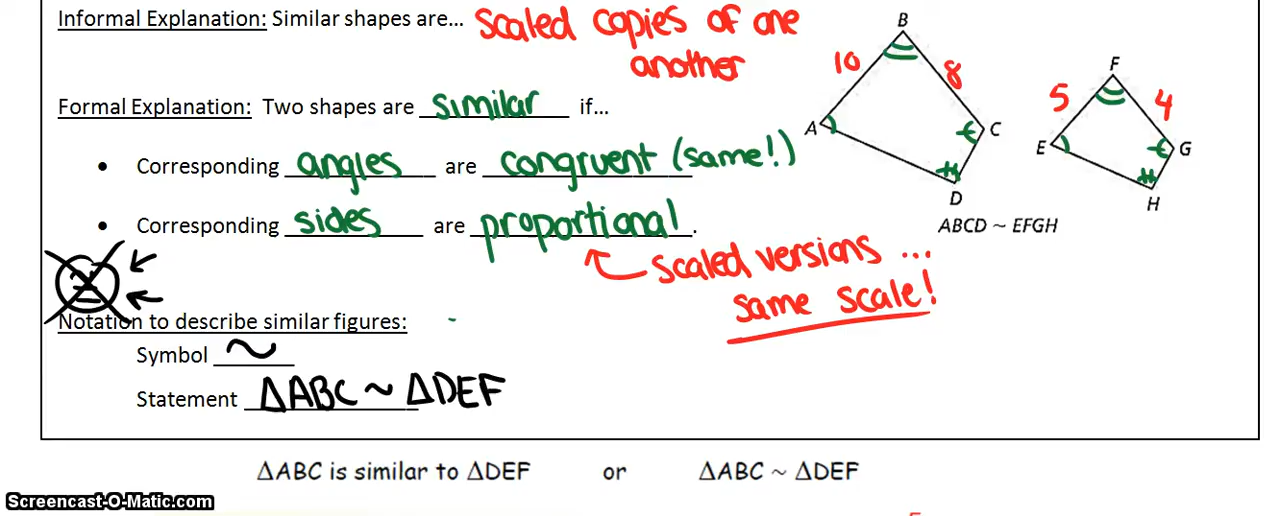 Informal Explanation: Similar shapes are... Scaled copies of one
another
B
10
8
A
C
D
F
5
4
E
G
H
ABCD ~ EFGH
Formal Explanation: Two shapes are similar if...
• Corresponding angles are congruent (same!)
• Corresponding sides are proportional.
scaled versions ...
same scale!
≅
Notation to describe similar figures:
Symbol ~
Statement ΔABC ~ ΔDEF
ΔABC is similar to ΔDEF or ΔABC ~ ΔDEF
Screencast-O-Matic.com